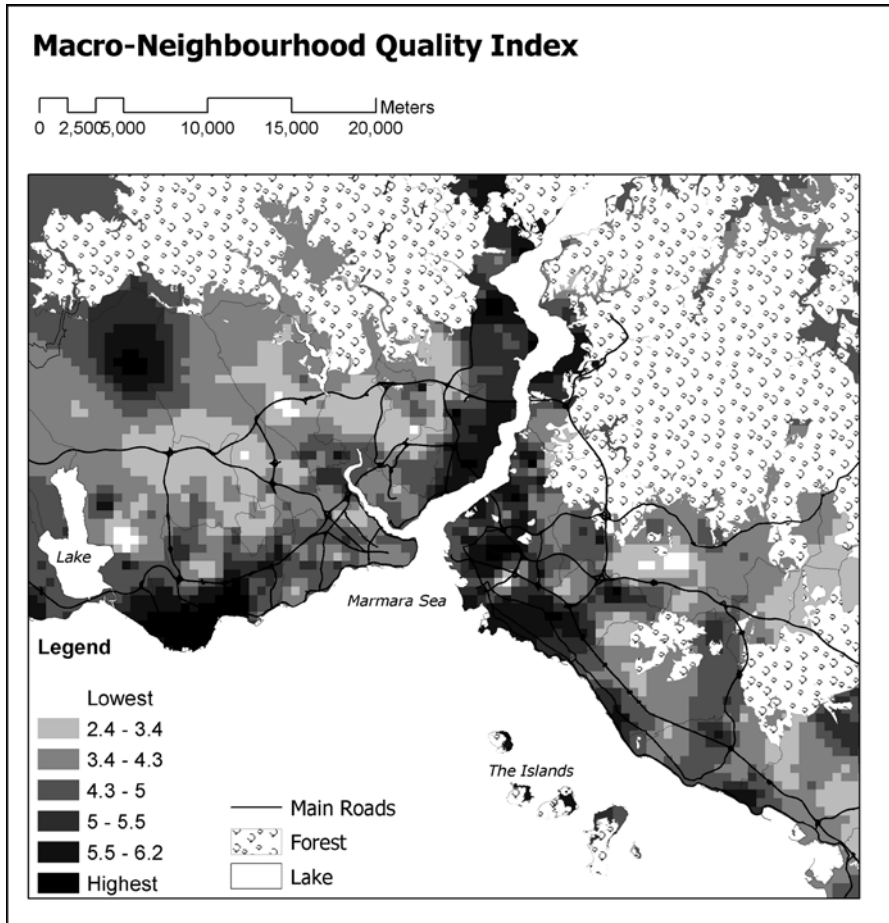 Macro-Neighbourhood Quality Index
Meters
0 2,500 5,000 10,000 15,000 20,000
Lake
Marmara Sea
The Islands
Legend
Lowest
2.4 - 3.4
3.4 - 4.3
4.3 - 5
5 - 5.5
5.5 - 6.2
Highest
Main Roads
Forest
Lake